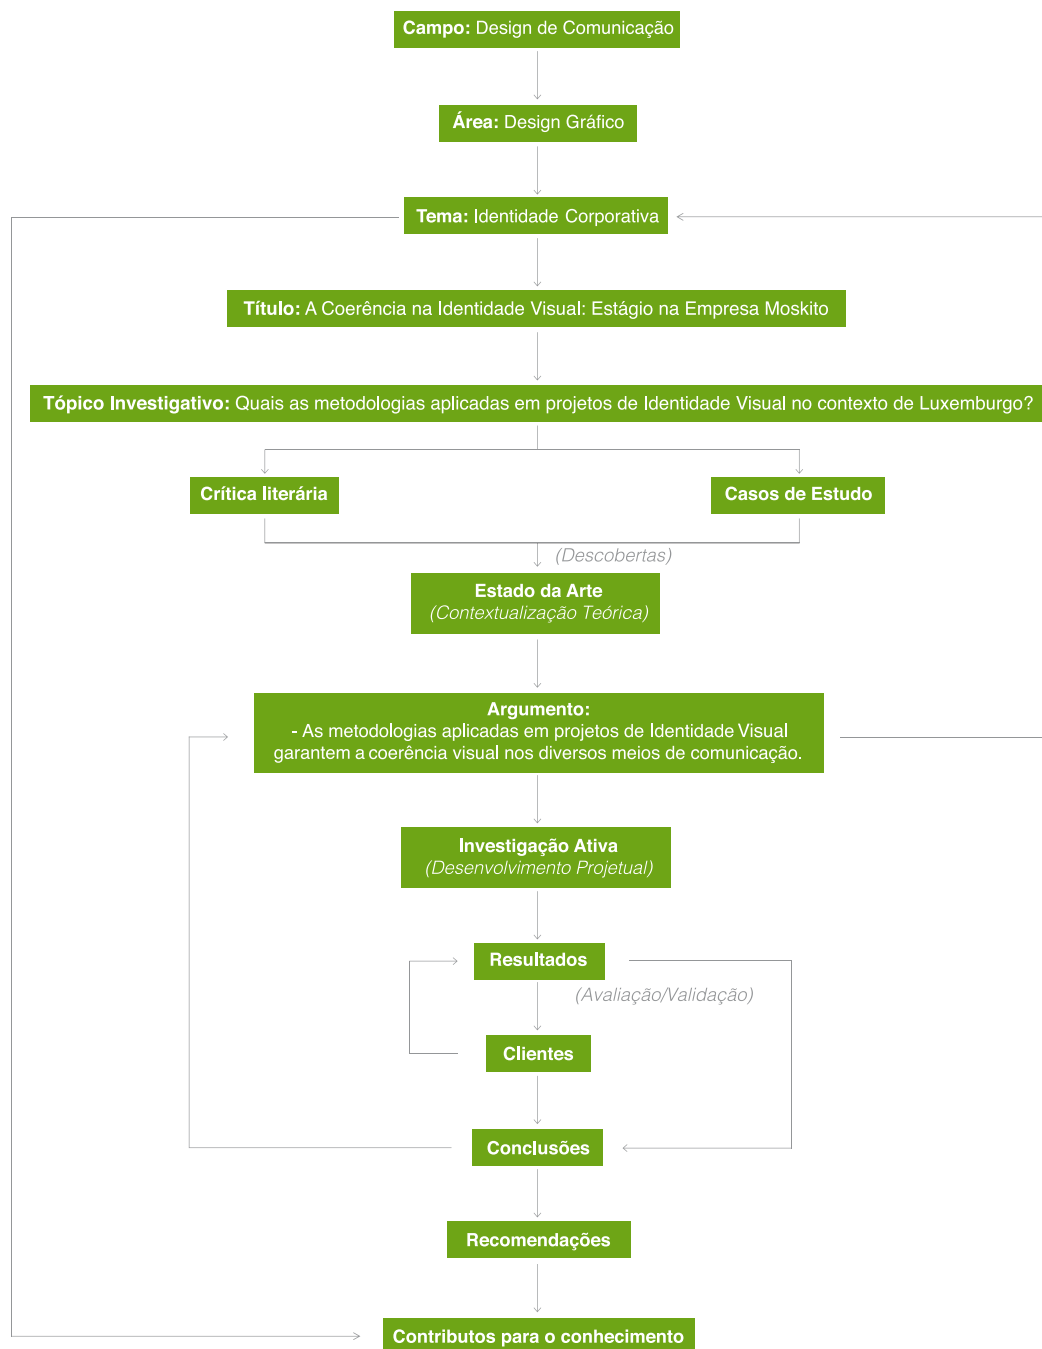 Campo: Design de Comunicação
Área: Design Gráfico
Tema: Identidade Corporativa
Título: A Coerência na Identidade Visual: Estágio na Empresa Moskito
Tópico Investigativo: Quais as metodologias aplicadas em projetos de Identidade Visual no contexto de Luxemburgo?
Crítica literária
Casos de Estudo
(Descobertas)
Estado da Arte
(Contextualização Teórica)
Argumento:
- As metodologias aplicadas em projetos de Identidade Visual
garantem a coerência visual nos diversos meios de comunicação.
Investigação Ativa
(Desenvolvimento Projetual)
Resultados
(Avaliação/Validação)
Clientes
Conclusões
Recomendações
Contributos para o conhecimento